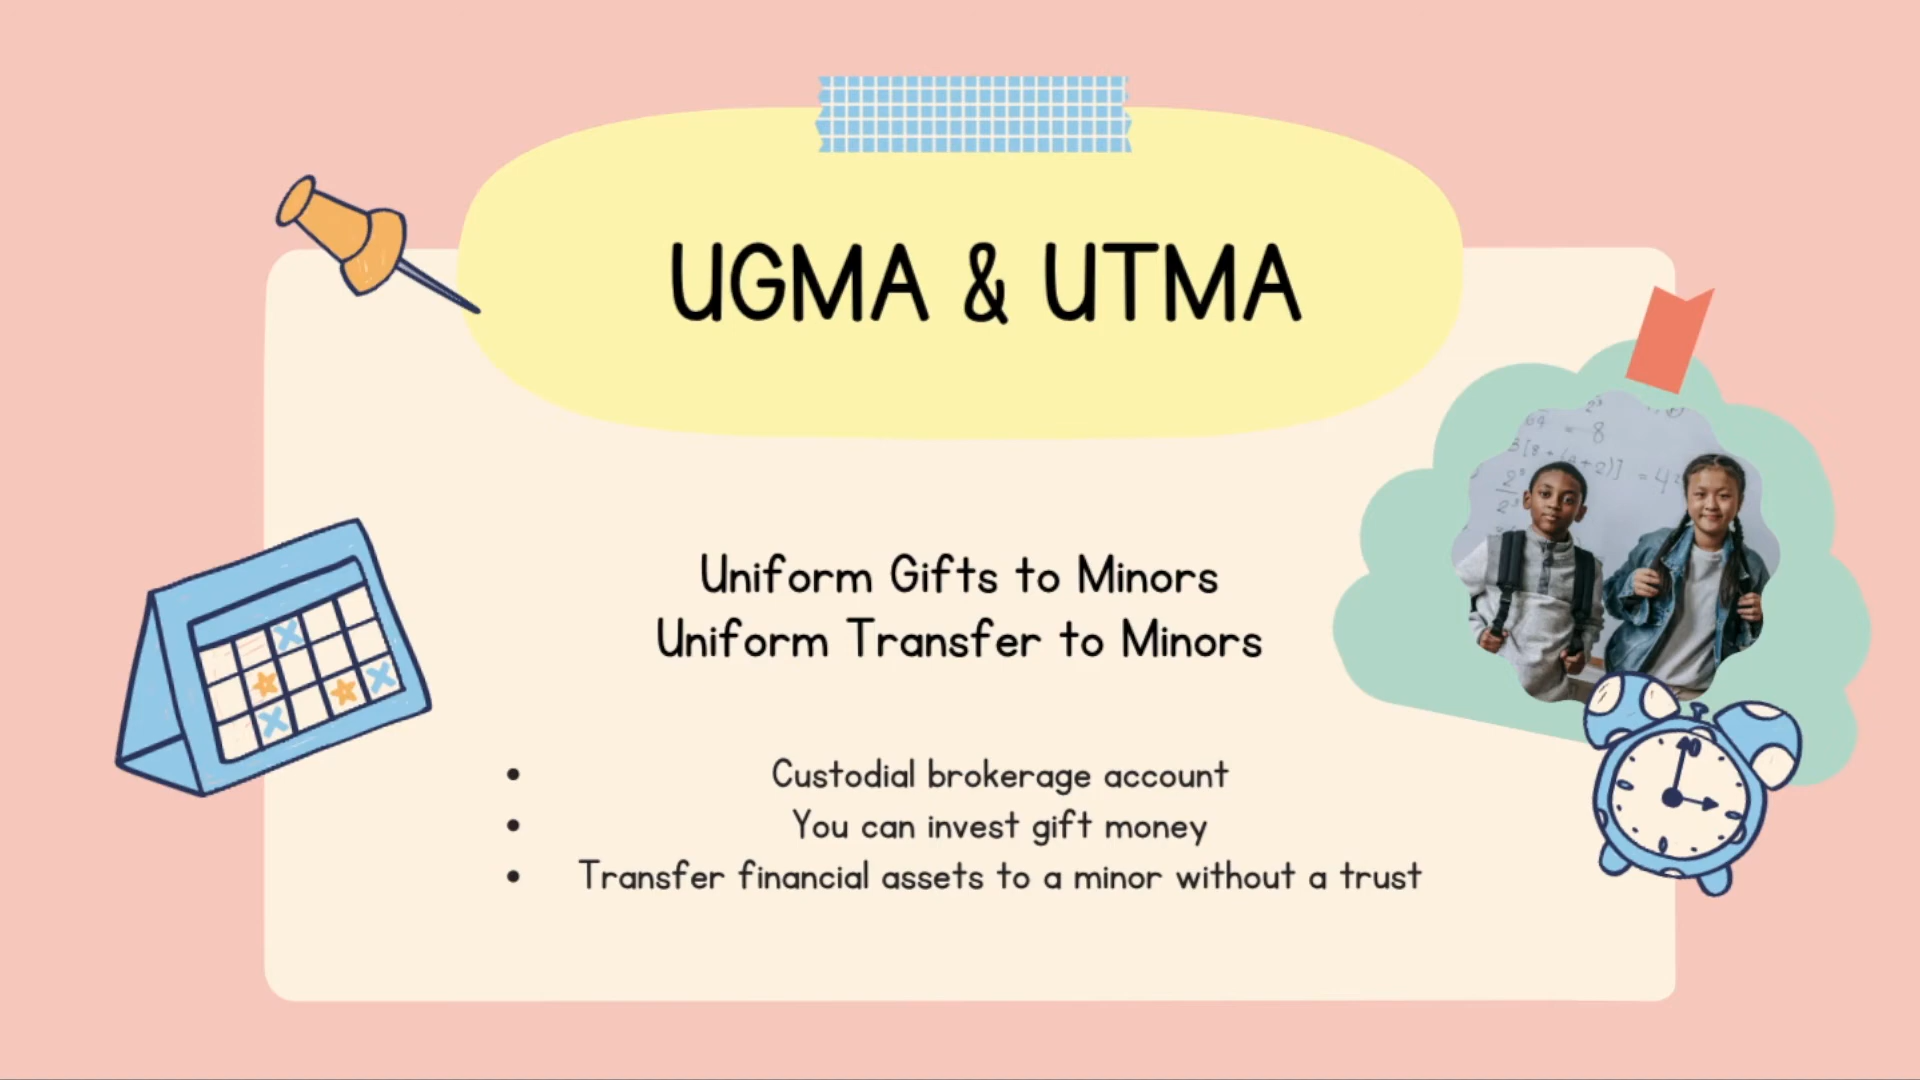 UGMA & UTMA
Uniform Gifts to Minors
Uniform Transfer to Minors
• Custodial brokerage account
• You can invest gift money
• Transfer financial assets to a minor without a trust